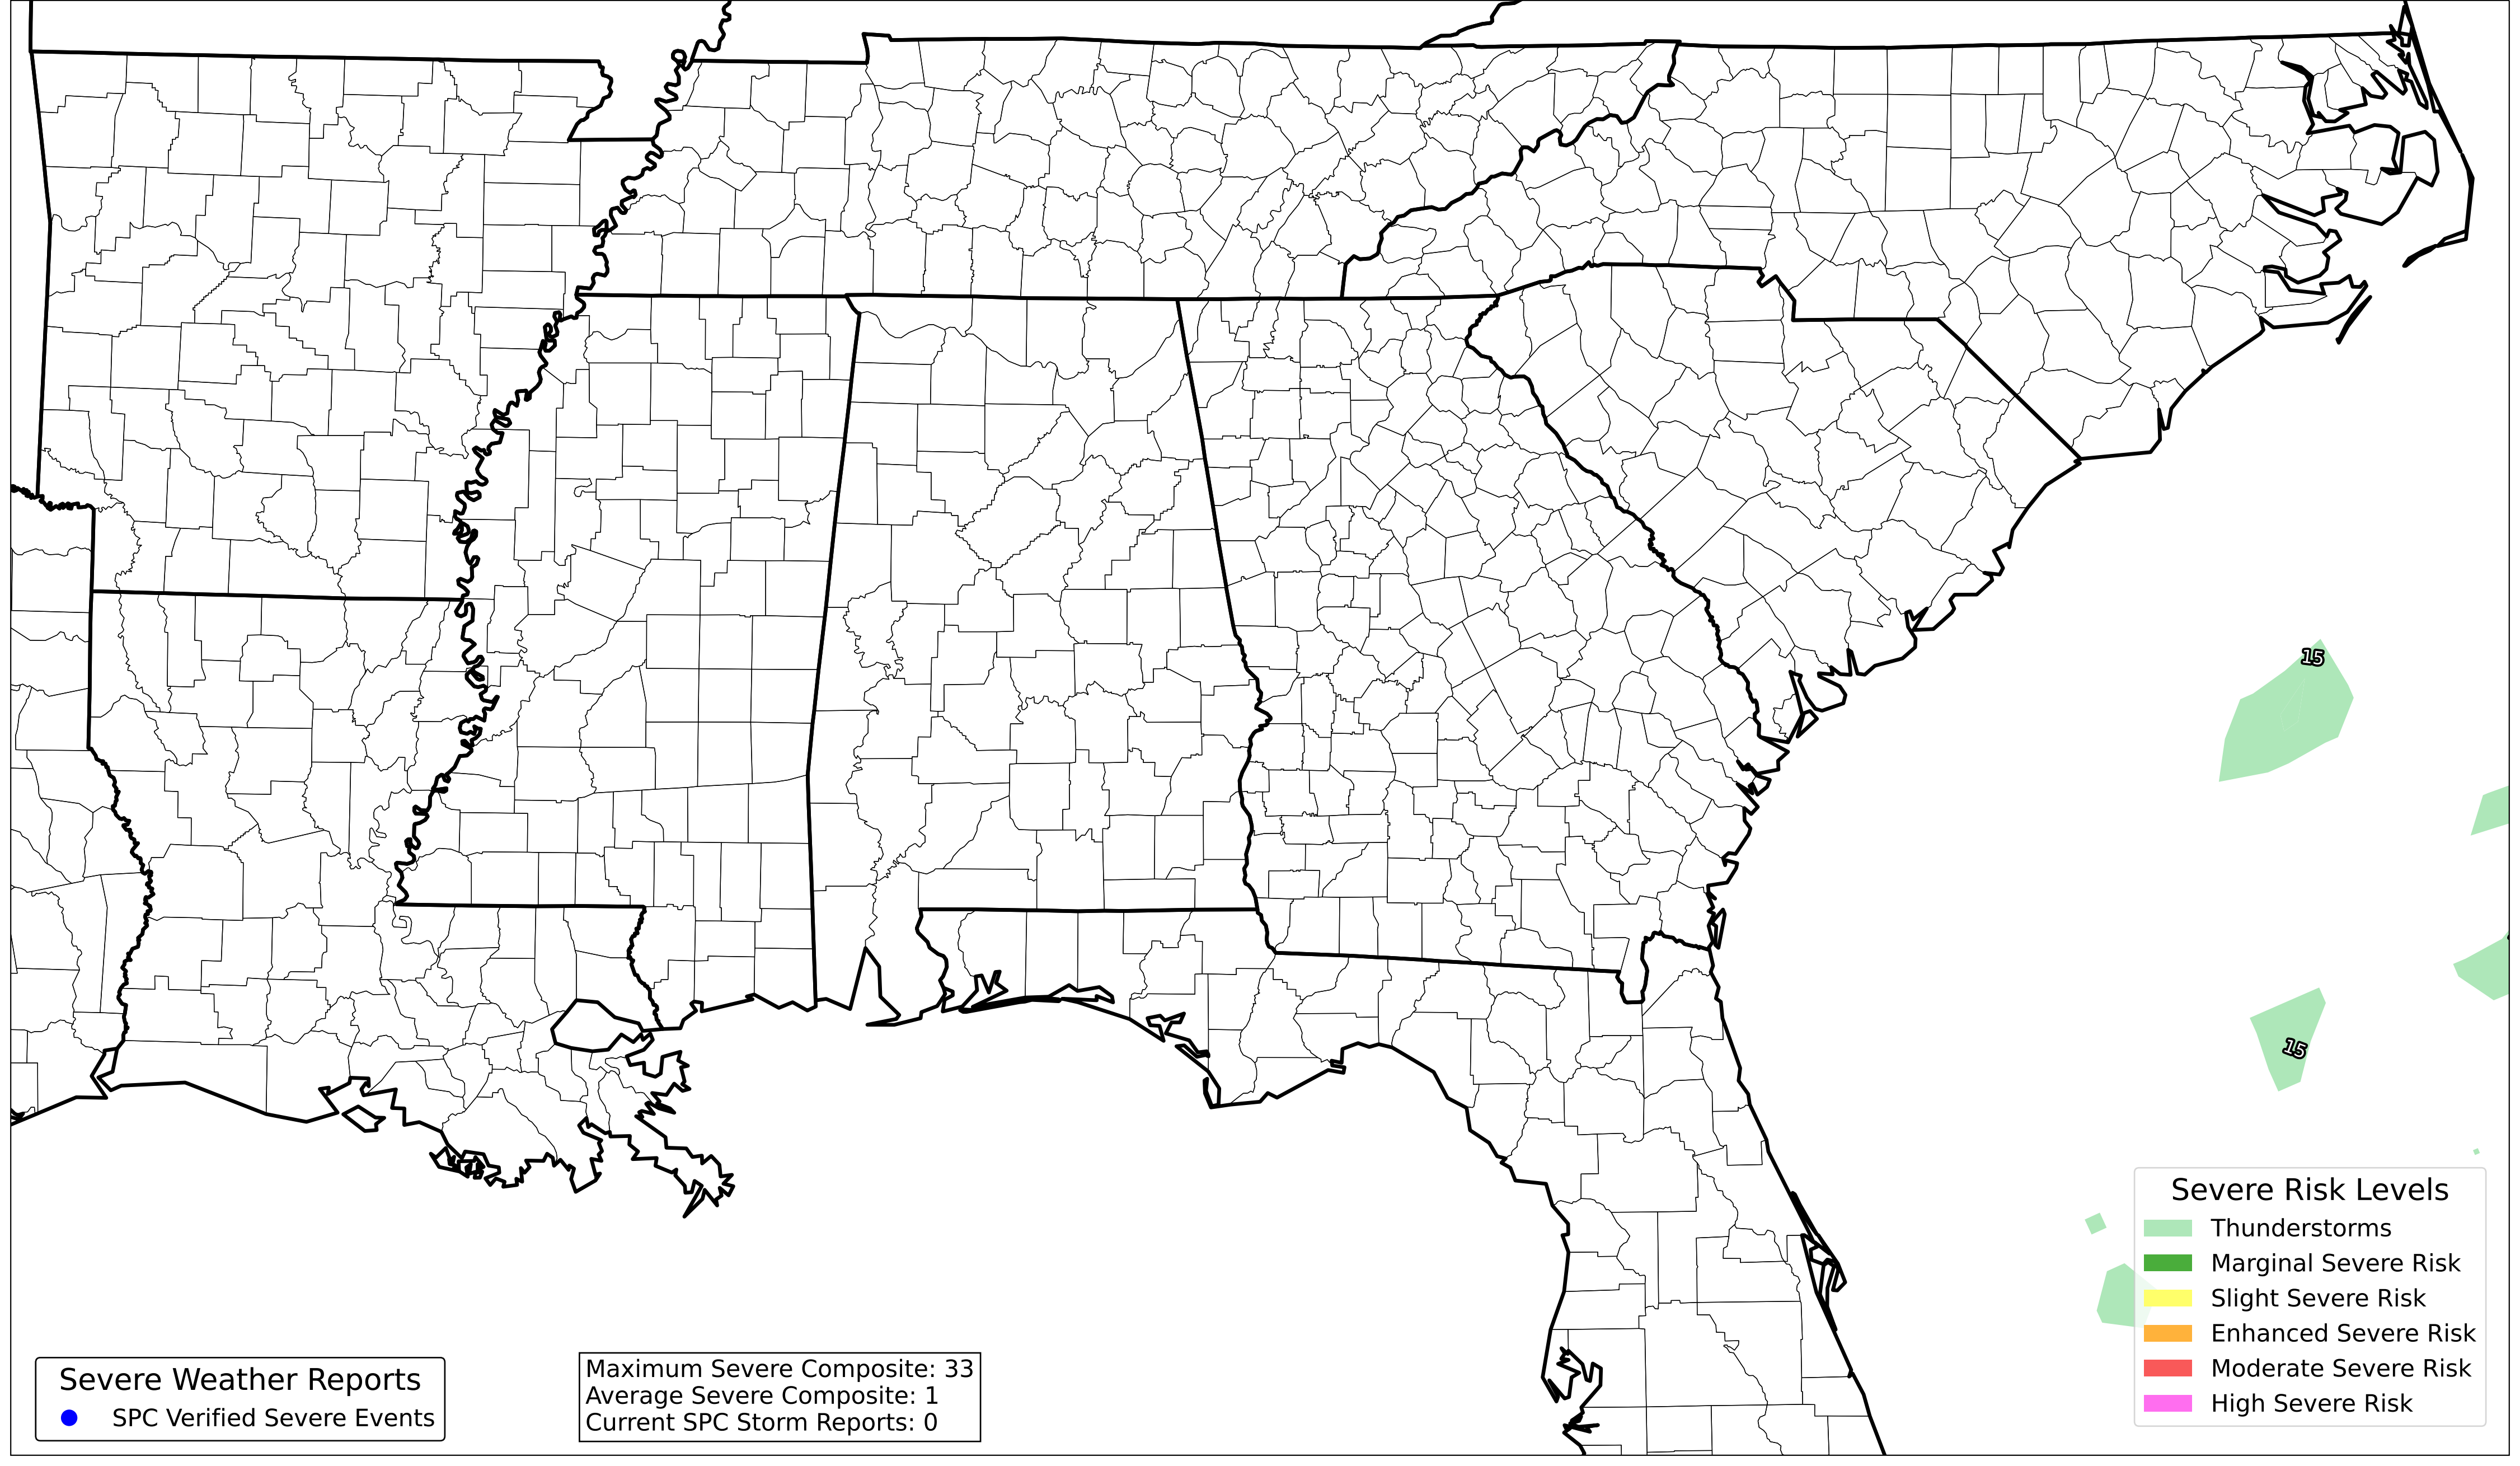 15
15
Severe Risk Levels
Thunderstorms
Marginal Severe Risk
Slight Severe Risk
Enhanced Severe Risk
Moderate Severe Risk
High Severe Risk
Severe Weather Reports
SPC Verified Severe Events
Maximum Severe Composite: 33
Average Severe Composite: 1
Current SPC Storm Reports: 0